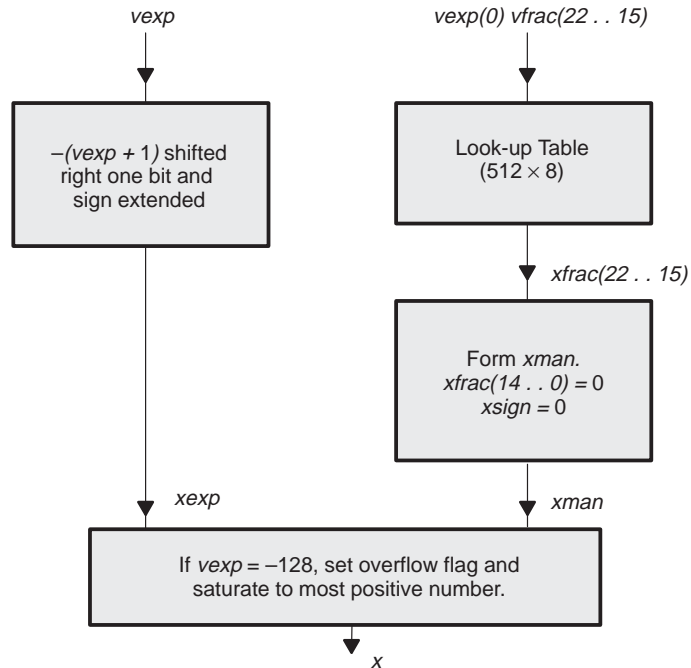 vexp
vexp(0) vfrac(22 . . 15)
–(vexp + 1) shifted
right one bit and
sign extended
Look-up Table
(512 × 8)
xfrac(22 . . 15)
Form xman.
xfrac(14 . . 0) = 0
xsign = 0
xexp
xman
If vexp = –128, set overflow flag and
saturate to most positive number.
x